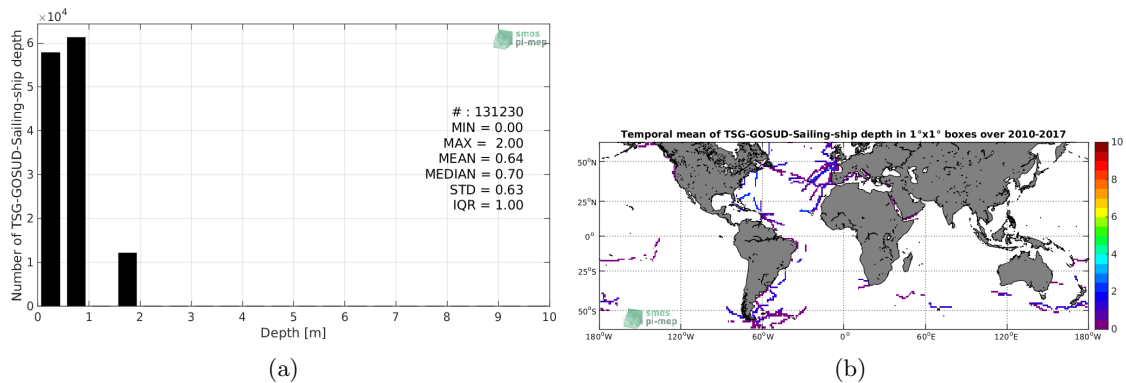 ×10⁴
6
5
4
3
2
1
0
Number of TSG-GOSUD-Sailing-ship depth
smos
pi-mep
# : 131230
MIN = 0.00
MAX = 2.00
MEAN = 0.64
MEDIAN = 0.70
STD = 0.63
IQR = 1.00
0 1 2 3 4 5 6 7 8 9 10
Depth [m]
(a)
Temporal mean of TSG-GOSUD-Sailing-ship depth in 1°x1° boxes over 2010-2017
50°N
25°N
0°
25°S
50°S
smos
pi-mep
180°W 120°W 60°W 0° 60°E 120°E 180°W
10
8
6
4
2
0
(b)